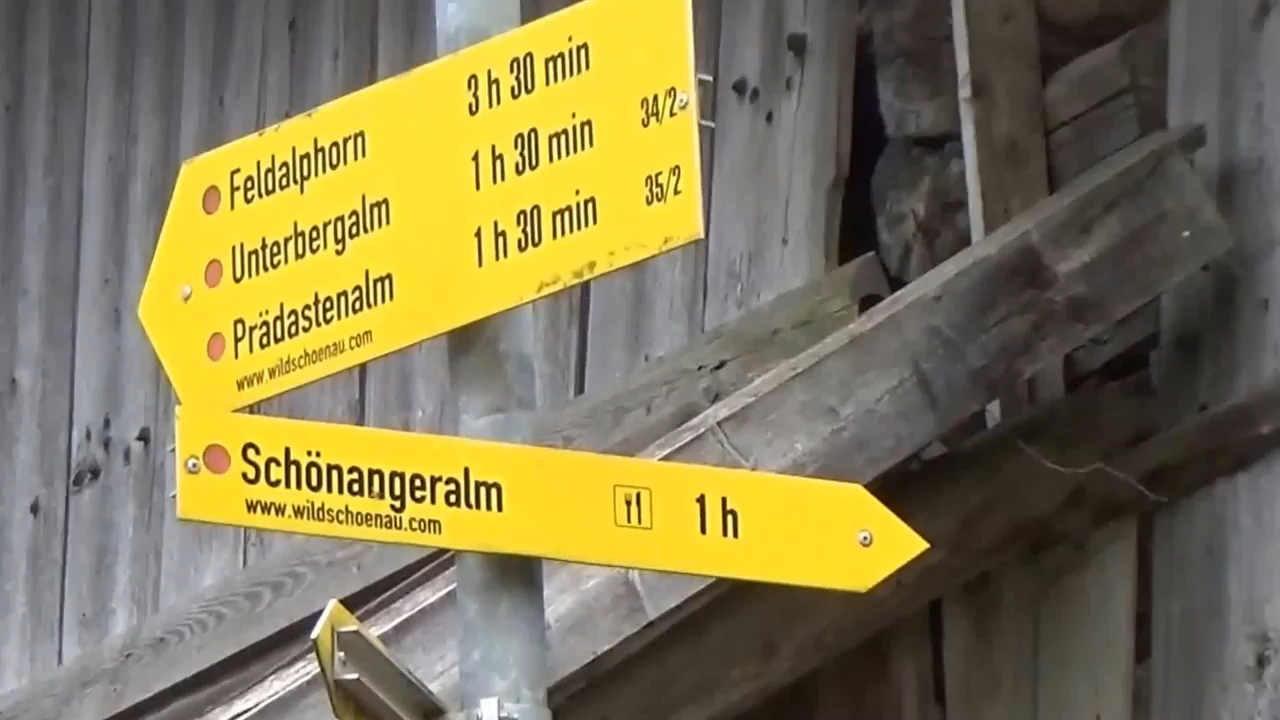 Feldalphorn 3 h 30 min
Unterbergalm 1 h 30 min 34/2
Prädastenalm 1 h 30 min 35/2
www.wildschoenau.com
Schönangeralm 1 h
www.wildschoenau.com